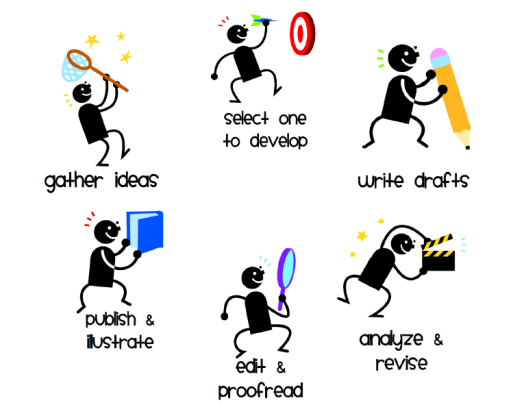 gather ideas
select one
to develop
write drafts
analyze &
revise
edit &
proofread
publish &
illustrate